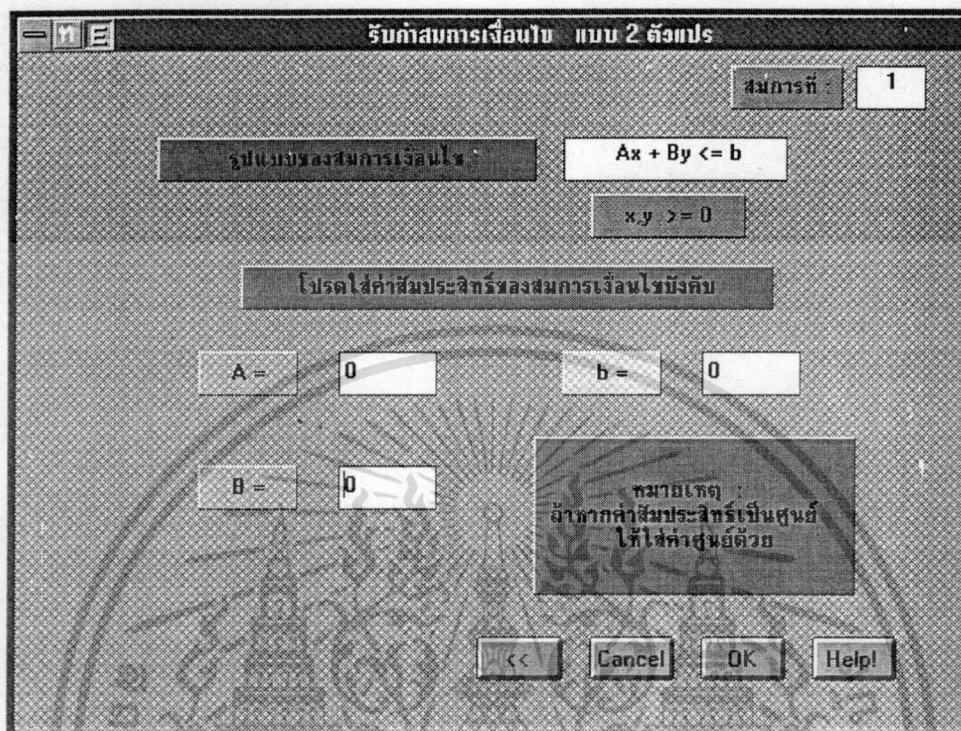 รับค่าสมการเงื่อนไข แบบ 2 ตัวแปร
สมการที่ : 1
รูปแบบของสมการเงื่อนไข : Ax + By <= b
x,y >= 0
โปรดใส่ค่าสัมประสิทธิ์ของสมการเงื่อนไขบังคับ
A = 0 b = 0
B = 0
หมายเหตุ :
ถ้าหากค่าสัมประสิทธิ์เป็นศูนย์
ให้ใส่ค่าศูนย์ด้วย
<< Cancel OK Help!